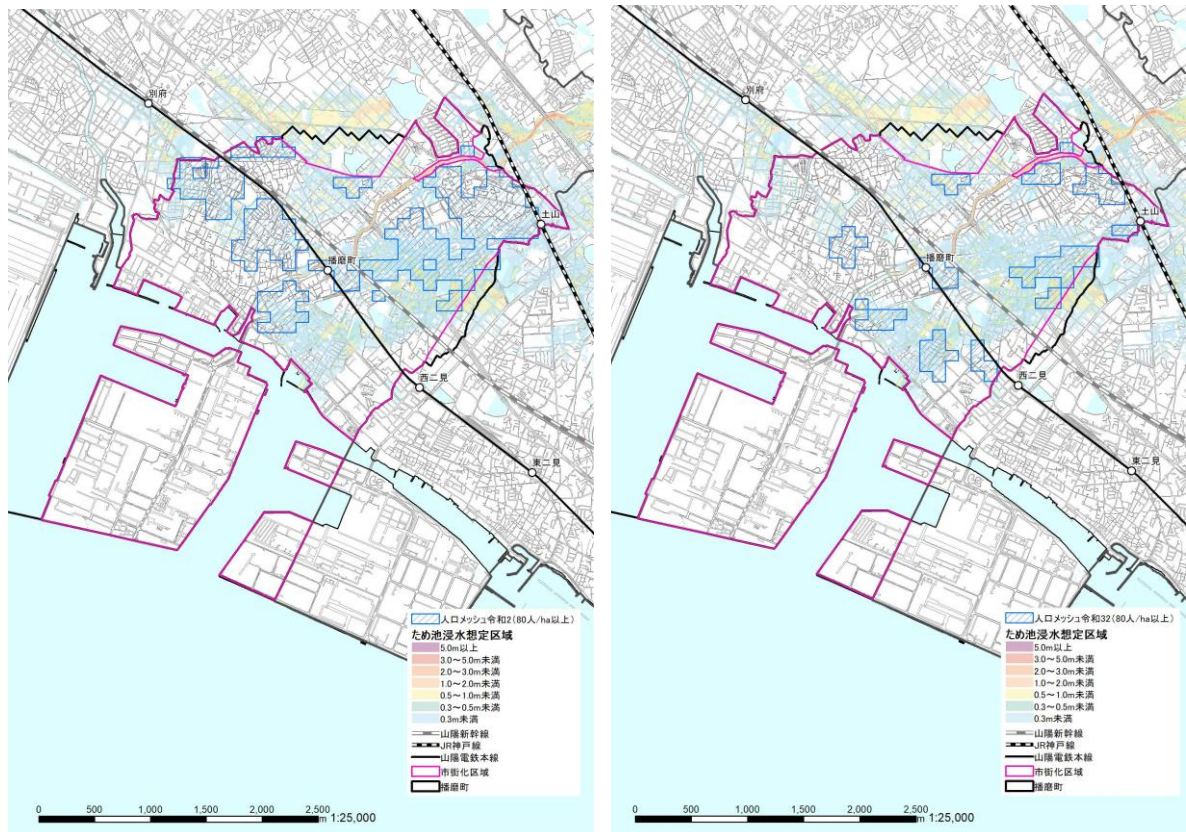 別府
土山
播磨町
西二見
東二見
人口メッシュ令和2(80人/ha以上)
ため池浸水想定区域
5.0m以上
3.0～5.0m未満
2.0～3.0m未満
1.0～2.0m未満
0.5～1.0m未満
0.3～0.5m未満
0.3m未満
山陽新幹線
JR神戸線
山陽電鉄本線
市街化区域
播磨町
0 500 1,000 1,500 2,000 2,500
m 1:25,000
別府
土山
播磨町
西二見
東二見
人口メッシュ令和32(80人/ha以上)
ため池浸水想定区域
5.0m以上
3.0～5.0m未満
2.0～3.0m未満
1.0～2.0m未満
0.5～1.0m未満
0.3～0.5m未満
0.3m未満
山陽新幹線
JR神戸線
山陽電鉄本線
市街化区域
播磨町
0 500 1,000 1,500 2,000 2,500
m 1:25,000